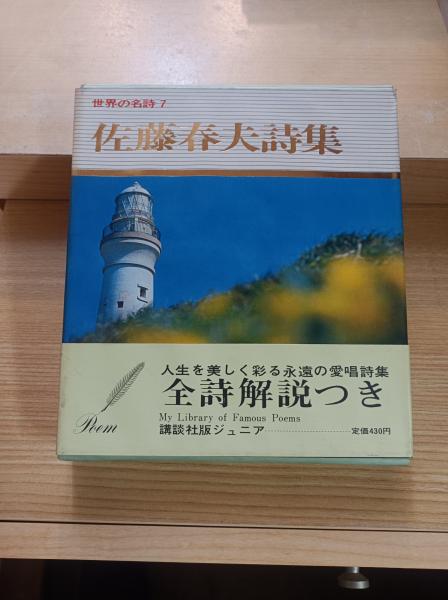 世界の名詩7
佐藤春夫詩集
人生を美しく彩る永遠の愛唱詩集
全詩解説つき
My Library of Famous Poems
講談社版ジュニア 定価430円
Poem